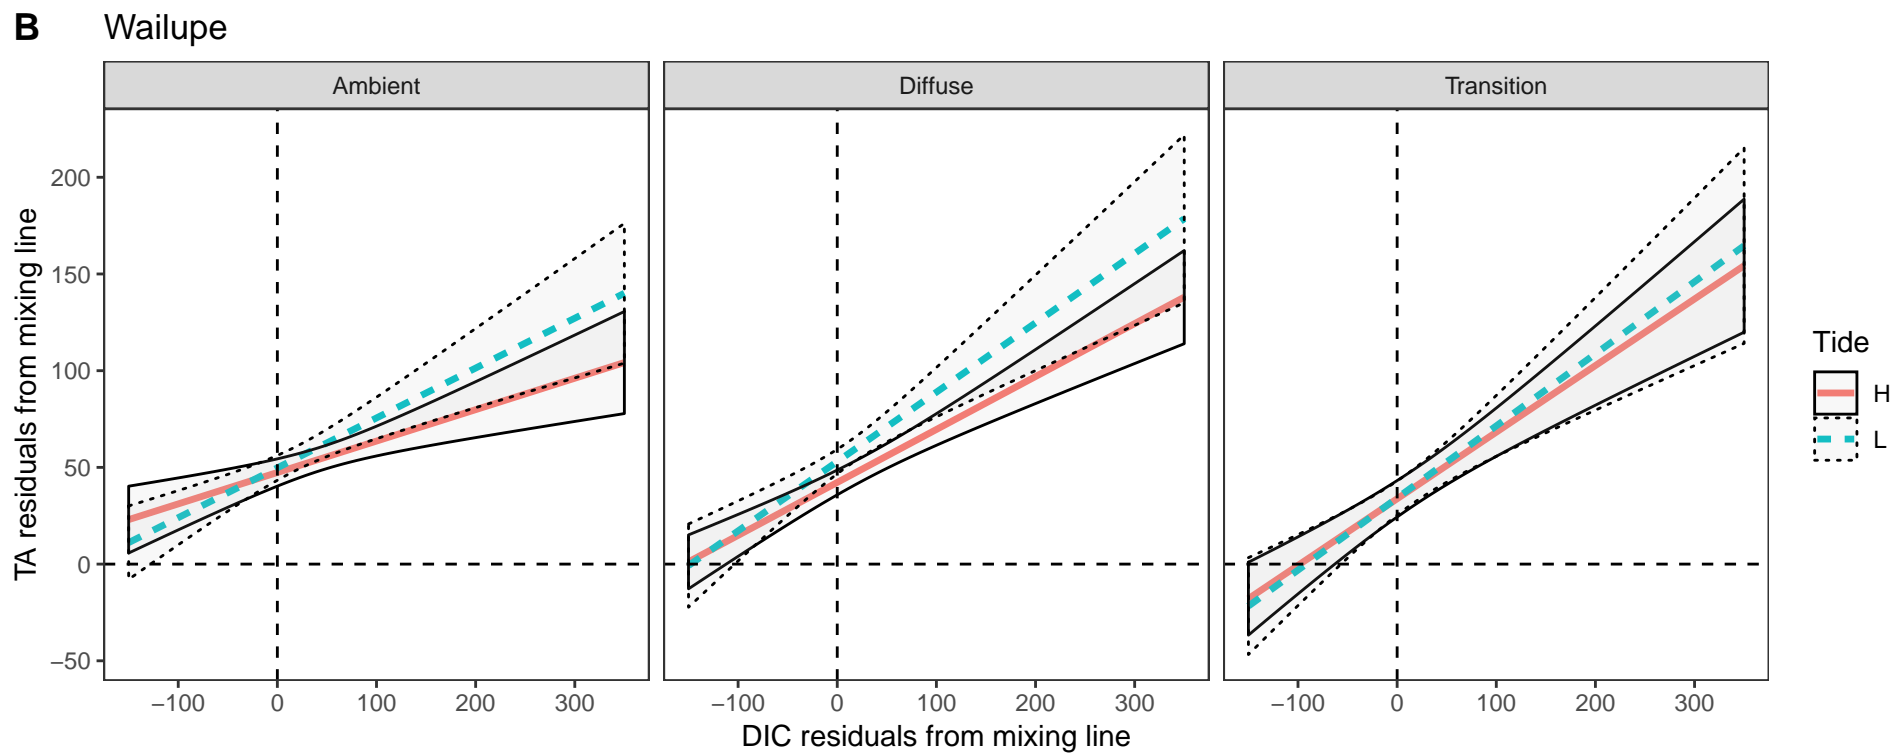 B Wailupe
Ambient Diffuse Transition
TA residuals from mixing line
200
150
100
50
0
−50
−100 0 100 200 300 −100 0 100 200 300 −100 0 100 200 300
DIC residuals from mixing line
Tide
H
L